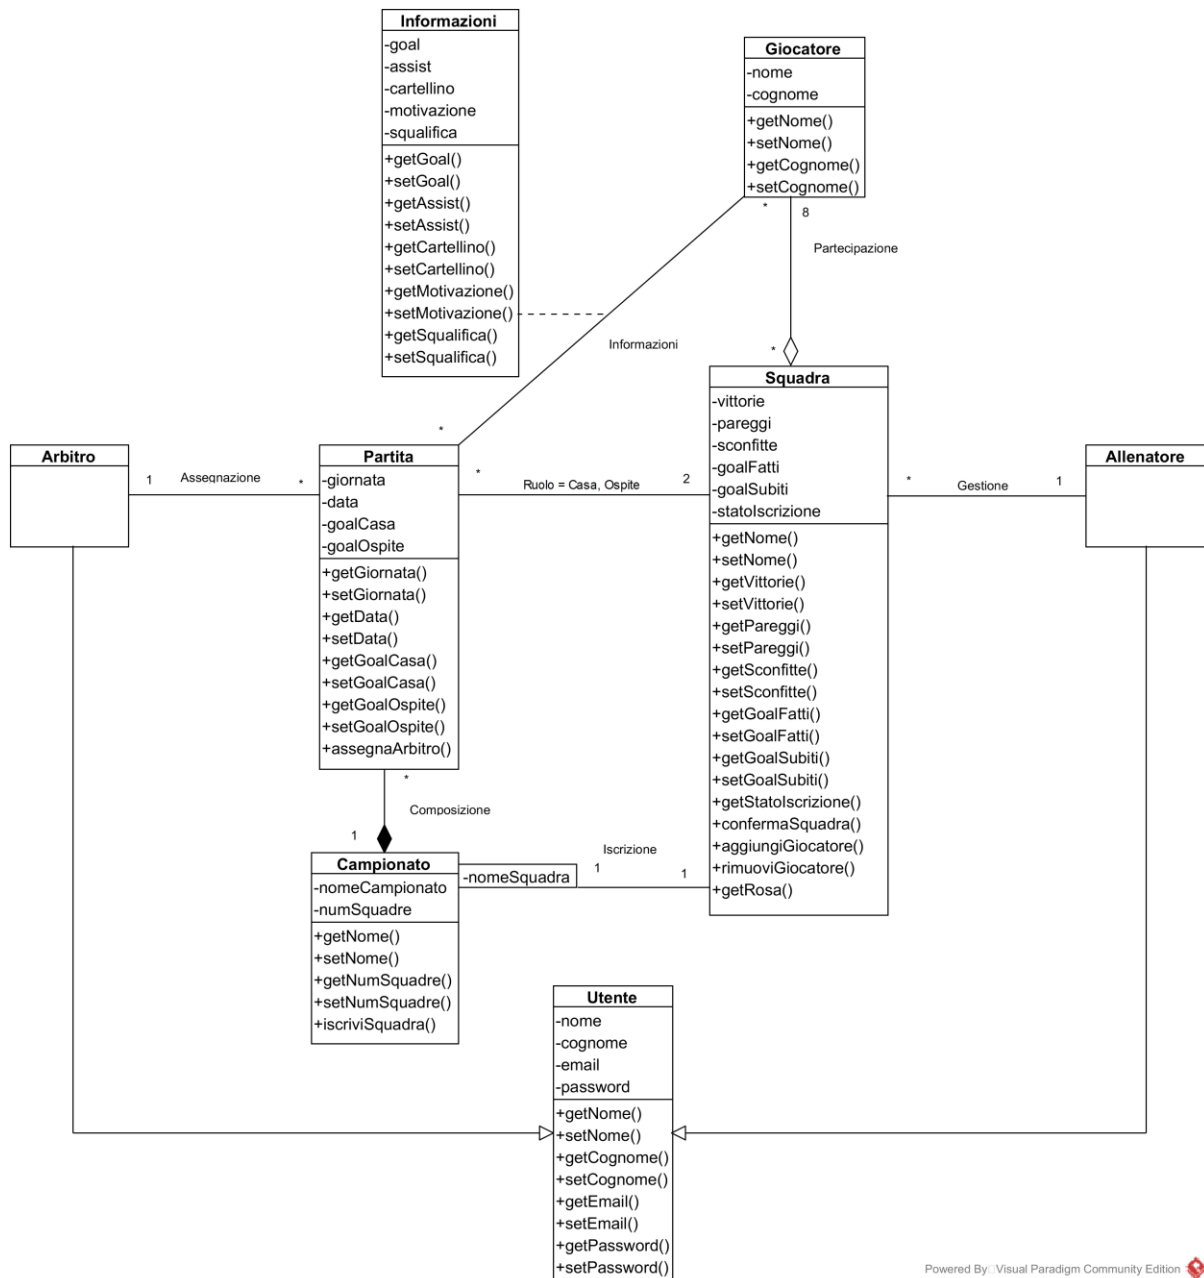 Informazioni
-goal
-assist
-cartellino
-motivazione
-squalifica
+getGoal()
+setGoal()
+getAssist()
+setAssist()
+getCartellino()
+setCartellino()
+getMotivazione()
+setMotivazione()
+getSqualifica()
+setSqualifica()
Giocatore
-nome
-cognome
+getNome()
+setNome()
+getCognome()
+setCognome()
*
8
Partecipazione
Informazioni
*
*
Squadra
-vittorie
-pareggi
-sconfitte
-goalFatti
-goalSubiti
-statoIscrizione
+getNome()
+setNome()
+getVittorie()
+setVittorie()
+getPareggi()
+setPareggi()
+getSconfitte()
+setSconfitte()
+getGoalFatti()
+setGoalFatti()
+getGoalSubiti()
+setGoalSubiti()
+getStatoIscrizione()
+confermaSquadra()
+aggiungiGiocatore()
+rimuoviGiocatore()
+getRosa()
Arbitro
1
Assegnazione
*
Partita
-giornata
-data
-goalCasa
-goalOspite
+getGiornata()
+setGiornata()
+getData()
+setData()
+getGoalCasa()
+setGoalCasa()
+getGoalOspite()
+setGoalOspite()
+assegnaArbitro()
*
Ruolo = Casa, Ospite
2
*
Gestione
1
Allenatore
*
Composizione
1
Campionato
-nomeCampionato
-numSquadre
+getNome()
+setNome()
+getNumSquadre()
+setNumSquadre()
+iscriviSquadra()
-nomeSquadra
Iscrizione
1
1
Utente
-nome
-cognome
-email
-password
+getNome()
+setNome()
+getCognome()
+setCognome()
+getEmail()
+setEmail()
+getPassword()
+setPassword()
Powered By Visual Paradigm Community Edition